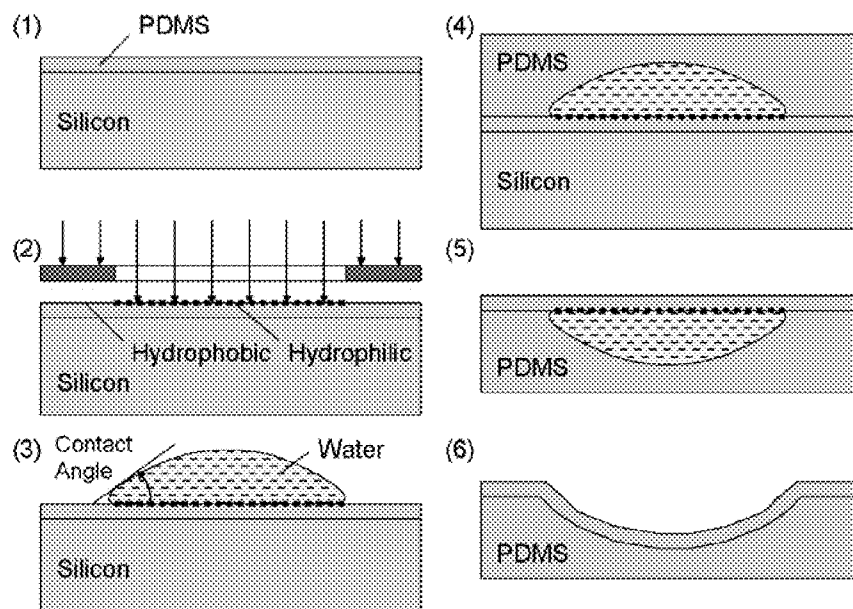 (1)
PDMS
Silicon
(2)
Hydrophobic
Hydrophilic
Silicon
(3)
Contact
Angle
Water
Silicon
(4)
PDMS
Silicon
(5)
PDMS
(6)
PDMS